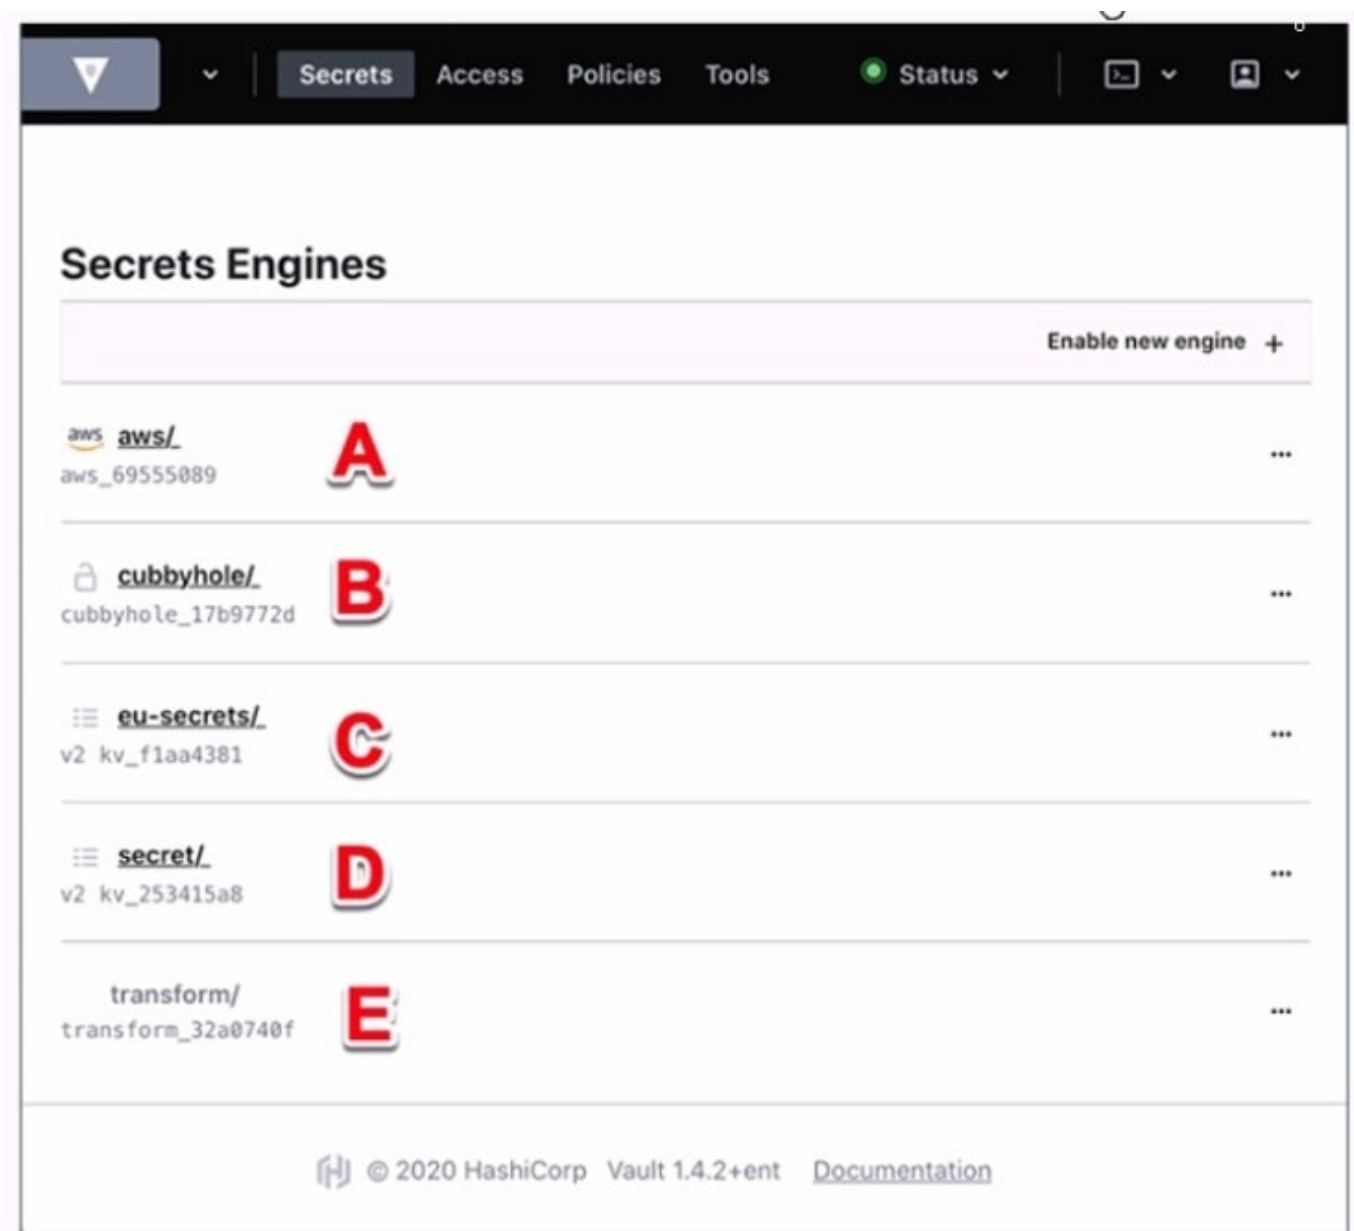 Secrets Access Policies Tools Status
Secrets Engines
Enable new engine +
aws aws/
aws_69555089
A
cubbyhole/
cubbyhole_17b9772d
B
eu-secrets/
v2 kv_f1aa4381
C
secret/
v2 kv_253415a8
D
transform/
transform_32a0740f
E
© 2020 HashiCorp Vault 1.4.2+ent Documentation